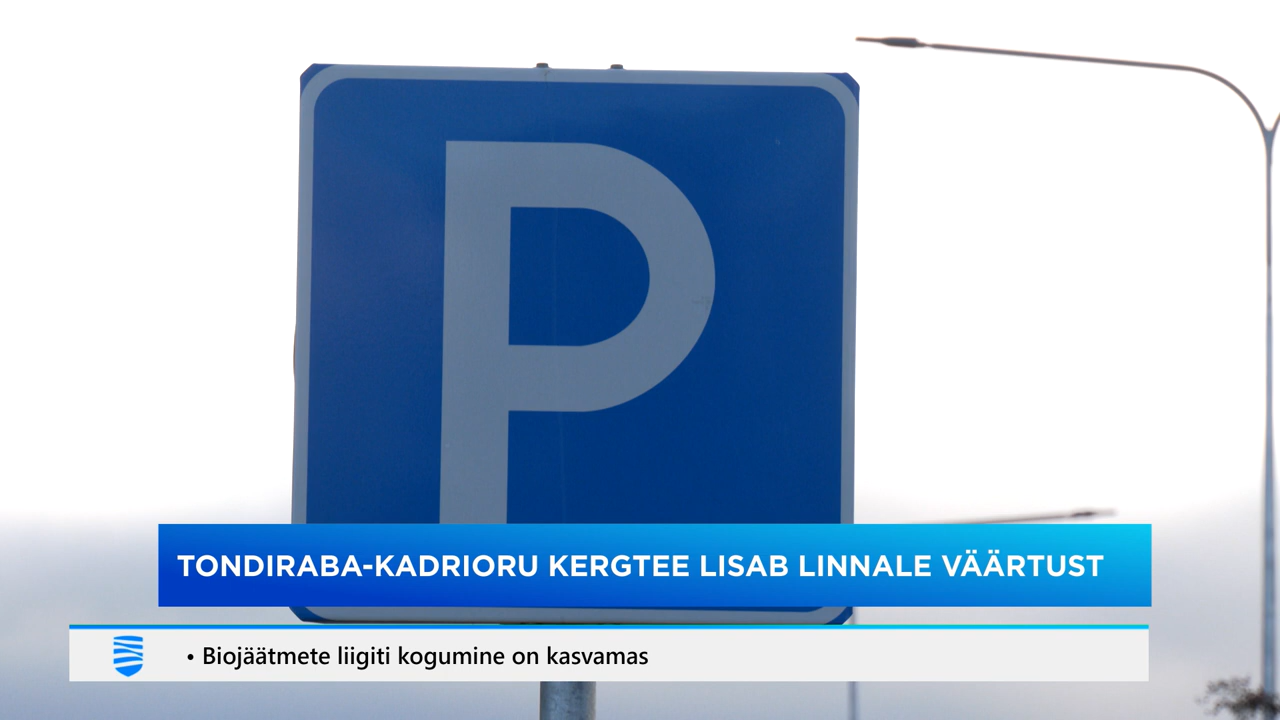 P
TONDIRABA-KADRIORU KERGTEE LISAB LINNALE VÄÄRTUST
• Biojäätmete liigiti kogumine on kasvamas